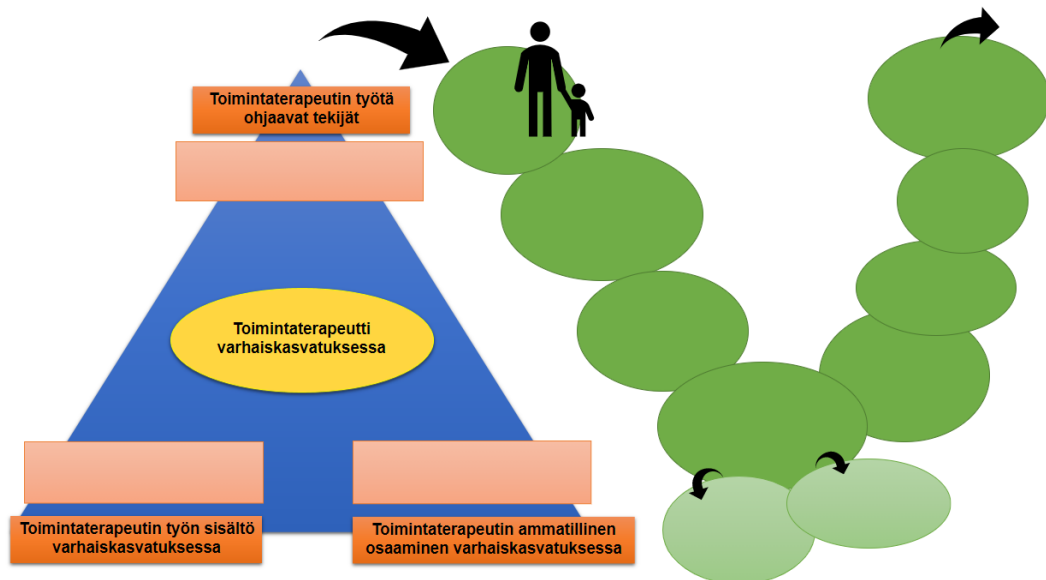 Toimintaterapeutin työtä
ohjaavat tekijät
Toimintaterapeutti
varhaiskasvatuksessa
Toimintaterapeutin työn sisältö
varhaiskasvatuksessa
Toimintaterapeutin ammatillinen
osaaminen varhaiskasvatuksessa